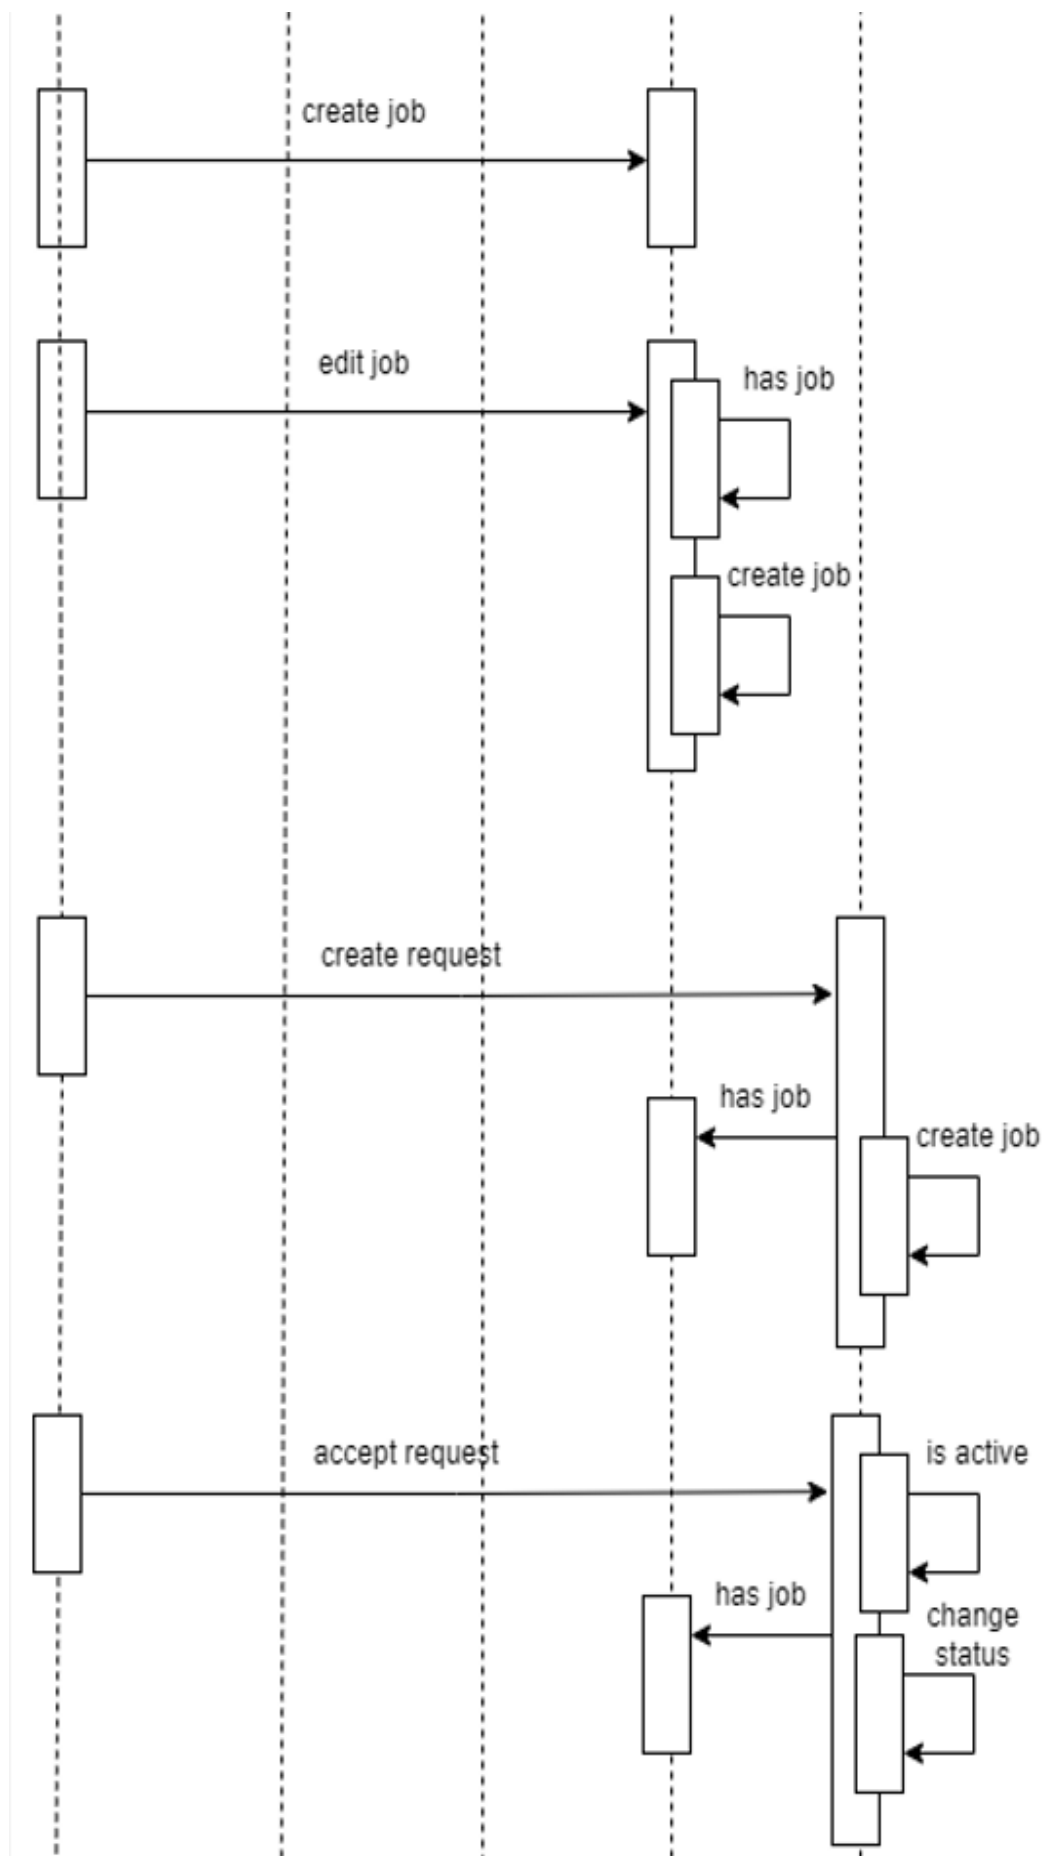 create job
edit job
has job
create job
create request
has job
create job
accept request
is active
has job
change
status